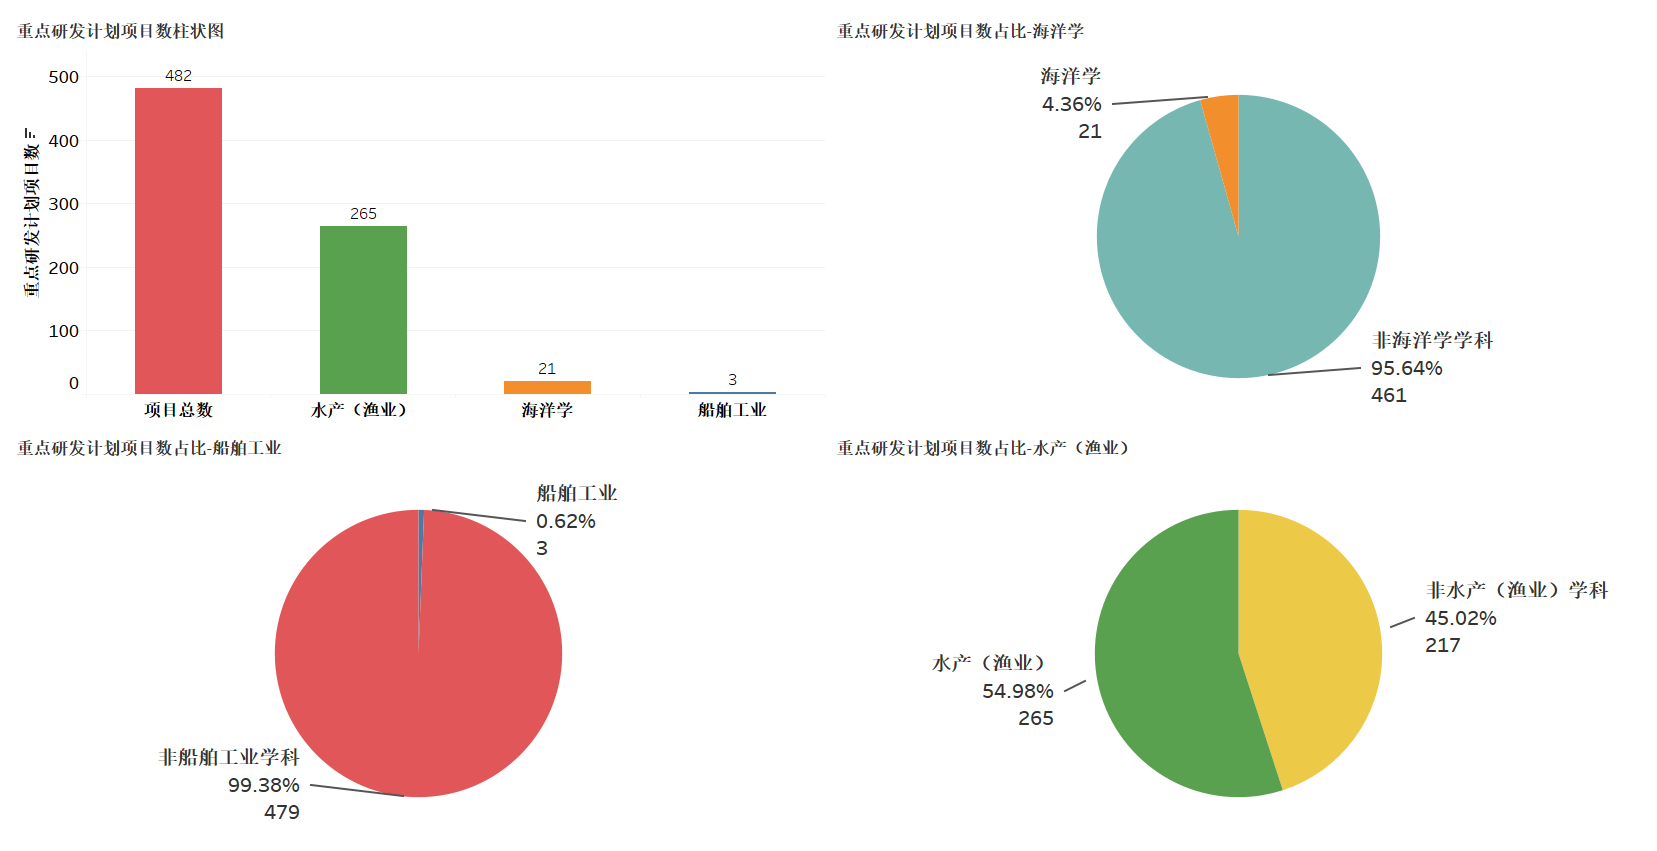 重点研发计划项目数柱状图
重点研发计划项目数
500
400
300
200
100
0
482
265
21
3
项目总数
水产（渔业）
海洋学
船舶工业
重点研发计划项目数占比-海洋学
海洋学
4.36%
21
非海洋学学科
95.64%
461
重点研发计划项目数占比-船舶工业
船舶工业
0.62%
3
非船舶工业学科
99.38%
479
重点研发计划项目数占比-水产（渔业）
非水产（渔业）学科
45.02%
217
水产（渔业）
54.98%
265